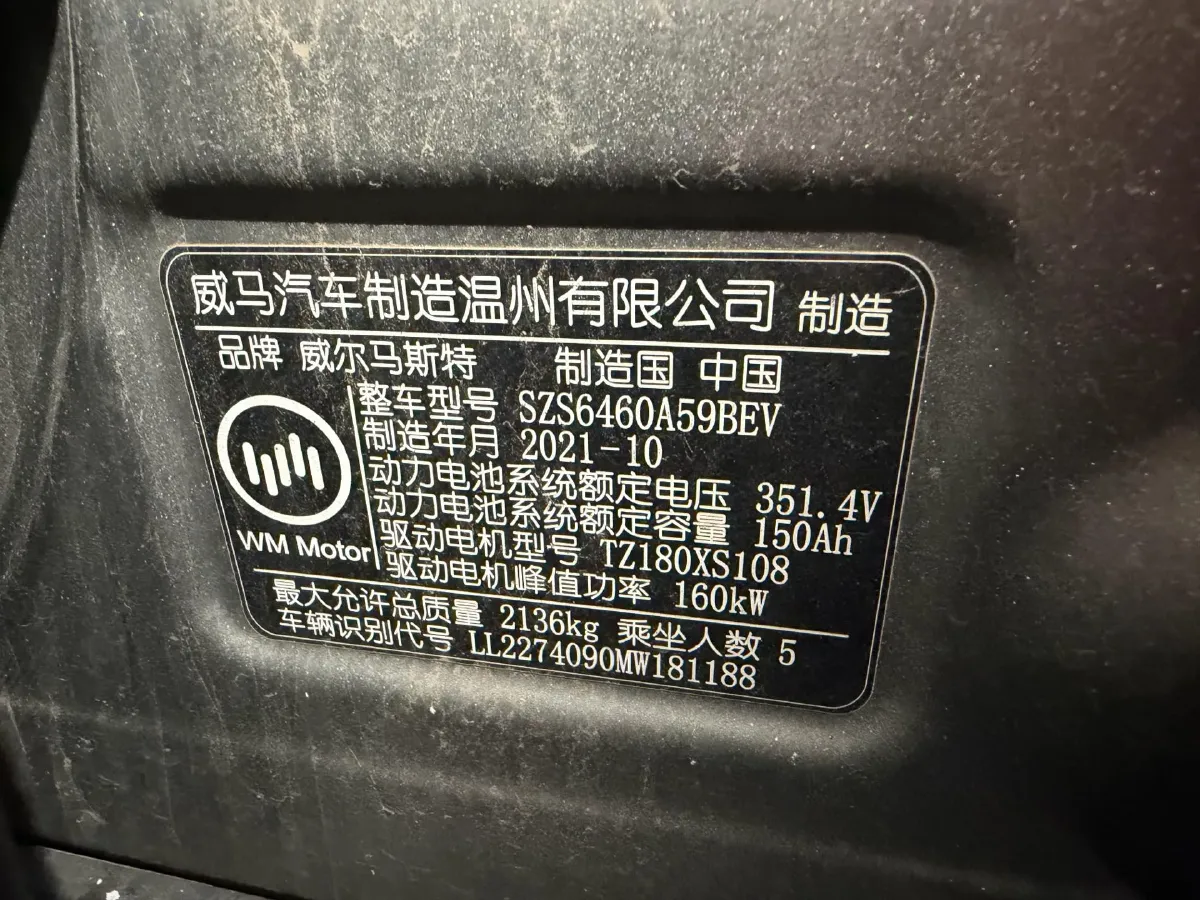 威马汽车制造温州有限公司 制造
品牌 威尔马斯特 制造国 中国
整车型号 SZS6460A59BEV
制造年月 2021-10
动力电池系统额定电压 351.4V
动力电池系统额定容量 150Ah
驱动电机型号 TZ180XS108
驱动电机峰值功率 160kW
WM Motor
最大允许总质量 2136kg 乘坐人数 5
车辆识别代号 LL2274090MW181188